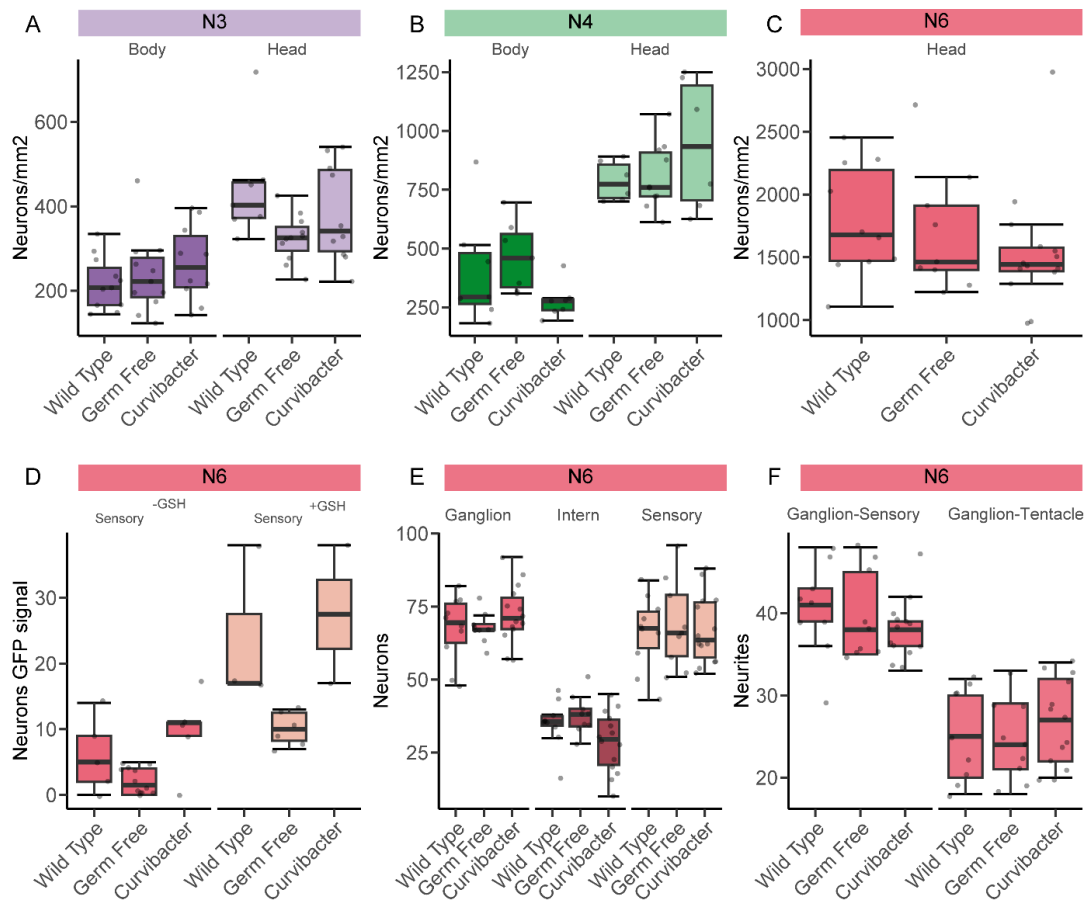 A
N3
Body
Head
Neurons/mm2
600
400
200
Wild Type
Germ Free
Curvibacter
Wild Type
Germ Free
Curvibacter
B
N4
Body
Head
Neurons/mm2
1250
1000
750
500
250
Wild Type
Germ Free
Curvibacter
Wild Type
Germ Free
Curvibacter
C
N6
Head
Neurons/mm2
3000
2500
2000
1500
1000
Wild Type
Germ Free
Curvibacter
D
N6
Sensory -GSH
Sensory +GSH
Neurons GFP signal
30
20
10
0
Wild Type
Germ Free
Curvibacter
Wild Type
Germ Free
Curvibacter
E
N6
Ganglion
Intern
Sensory
Neurons
100
75
50
25
Wild Type
Germ Free
Curvibacter
Wild Type
Germ Free
Curvibacter
Wild Type
Germ Free
Curvibacter
F
N6
Ganglion-Sensory
Ganglion-Tentacle
Neurites
40
30
20
Wild Type
Germ Free
Curvibacter
Wild Type
Germ Free
Curvibacter